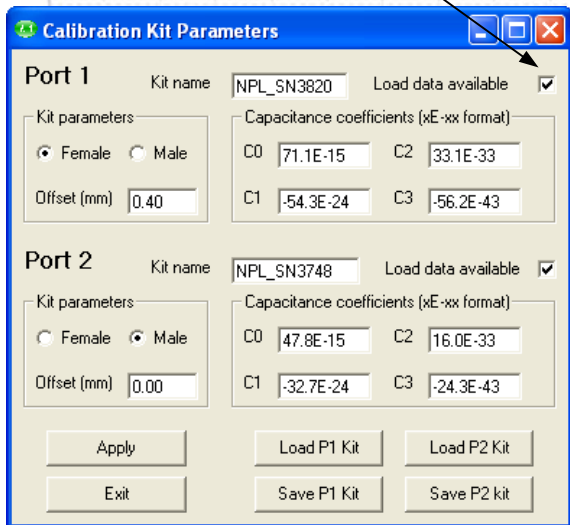 Calibration Kit Parameters
Port 1 Kit name NPL_SN3820 Load data available
Kit parameters Capacitance coefficients (xE-xx format)
Female Male C0 71.1E-15 C2 33.1E-33
Offset (mm) 0.40 C1 -54.3E-24 C3 -56.2E-43
Port 2 Kit name NPL_SN3748 Load data available
Kit parameters Capacitance coefficients (xE-xx format)
Female Male C0 47.8E-15 C2 16.0E-33
Offset (mm) 0.00 C1 -32.7E-24 C3 -24.3E-43
Apply Load P1 Kit Load P2 Kit
Exit Save P1 Kit Save P2 kit